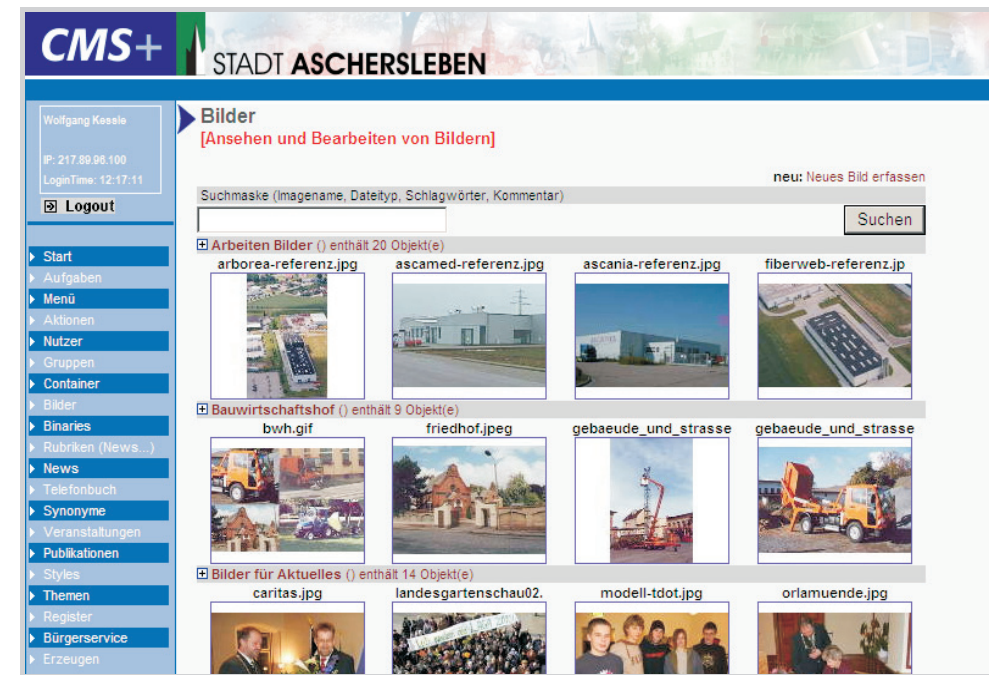 CMS+
STADT ASCHERSLEBEN
Wolfgang Kessle
IP: 217.89.96.100
LoginTime: 12:17:11
Logout
Start
Aufgaben
Menü
Aktionen
Nutzer
Gruppen
Container
Bilder
Binaries
Rubriken (News...)
News
Telefonbuch
Synonyme
Veranstaltungen
Publikationen
Styles
Themen
Register
Bürgerservice
Erzeugen
Bilder
[Ansehen und Bearbeiten von Bildern]
neu: Neues Bild erfassen
Suchmaske (Imagename, Dateityp, Schlagwörter, Kommentar)
Suchen
Arbeiten Bilder () enthält 20 Objekt(e)
arborea-referenz.jpg ascamed-referenz.jpg ascania-referenz.jpg fiberweb-referenz.jp
Bauwirtschaftshof () enthält 9 Objekt(e)
bwh.gif friedhof.jpeg gebaeude_und_strasse gebaeude_und_strasse
Bilder für Aktuelles () enthält 14 Objekt(e)
caritas.jpg landesgartenschau02. modell-tdot.jpg orlamuende.jpg